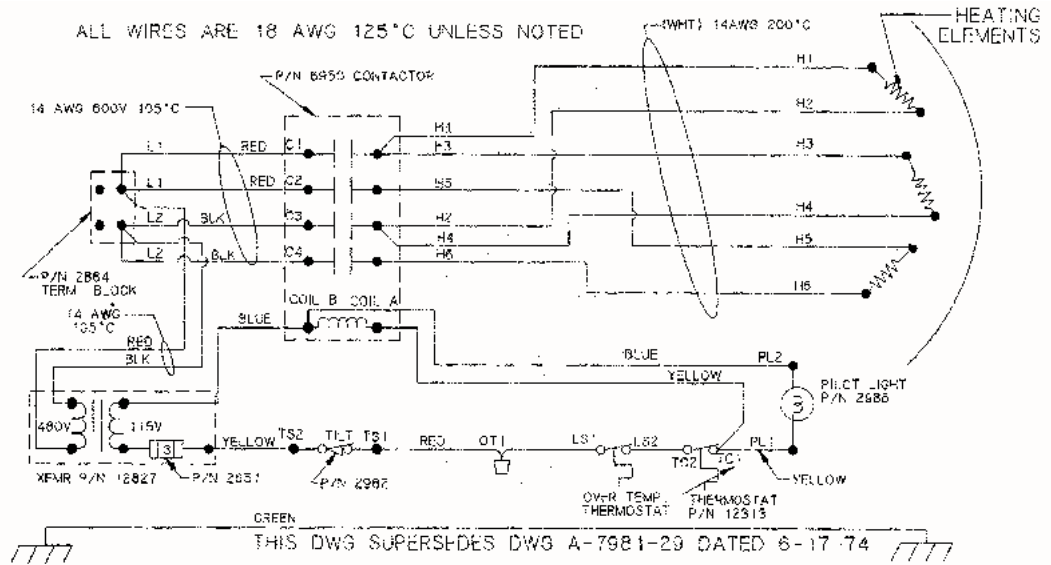 HEATING
ELEMENTS
ALL WIRES ARE 18 AWG 125°C UNLESS NOTED
(WHT) 14AWG 200°C
P/N 6950 CONTACTOR
14 AWG 600V 105°C
H1
H2
H3
H4
H5
H6
H1
H3
H5
H2
H4
H6
L1 RED C1
L1 RED C2
L2 BLK C3
L2 BLK C4
P/N 2884
TERM BLOCK
14 AWG
105°C
COIL B COIL A
BLUE
RED
BLK
BLUE PL2
YELLOW
PILOT LIGHT
P/N 2986
480V 115V
3
YELLOW TS2 TILT TS1 RED OT1 LS1 LS2 TC2 TC1 PL1
XFMR P/N 12827 P/N 2651
P/N 2982
YELLOW
OVER TEMP.
THERMOSTAT
THERMOSTAT
P/N 12313
GREEN
THIS DWG SUPERSEDES DWG A-7981-29 DATED 6-17-74